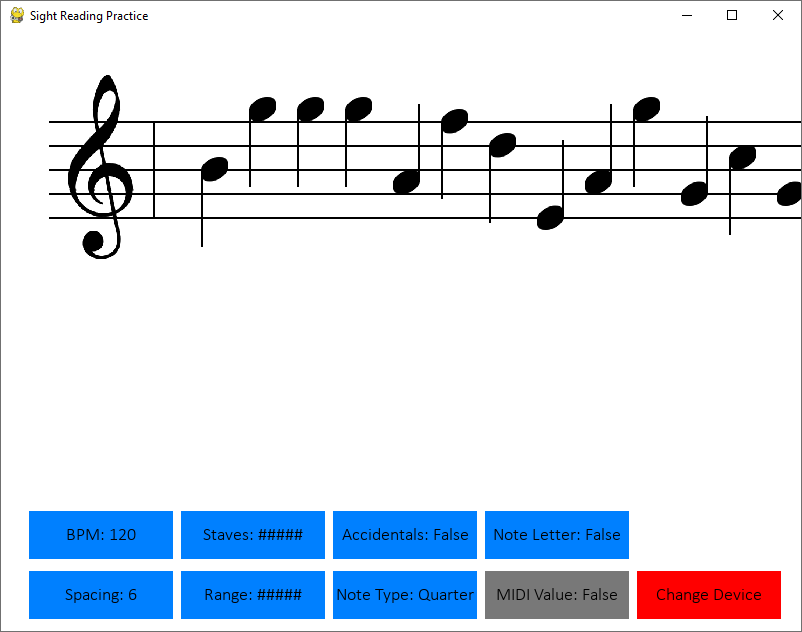 Sight Reading Practice
BPM: 120
Staves: #####
Accidentals: False
Note Letter: False
Spacing: 6
Range: #####
Note Type: Quarter
MIDI Value: False
Change Device